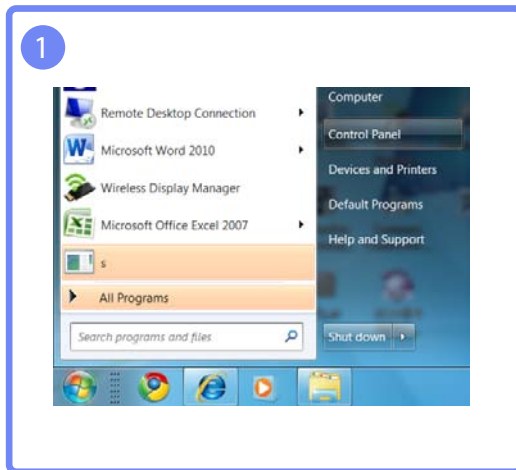 1
Remote Desktop Connection
Microsoft Word 2010
Wireless Display Manager
Microsoft Office Excel 2007
s
All Programs
Search programs and files
Computer
Control Panel
Devices and Printers
Default Programs
Help and Support
Shut down